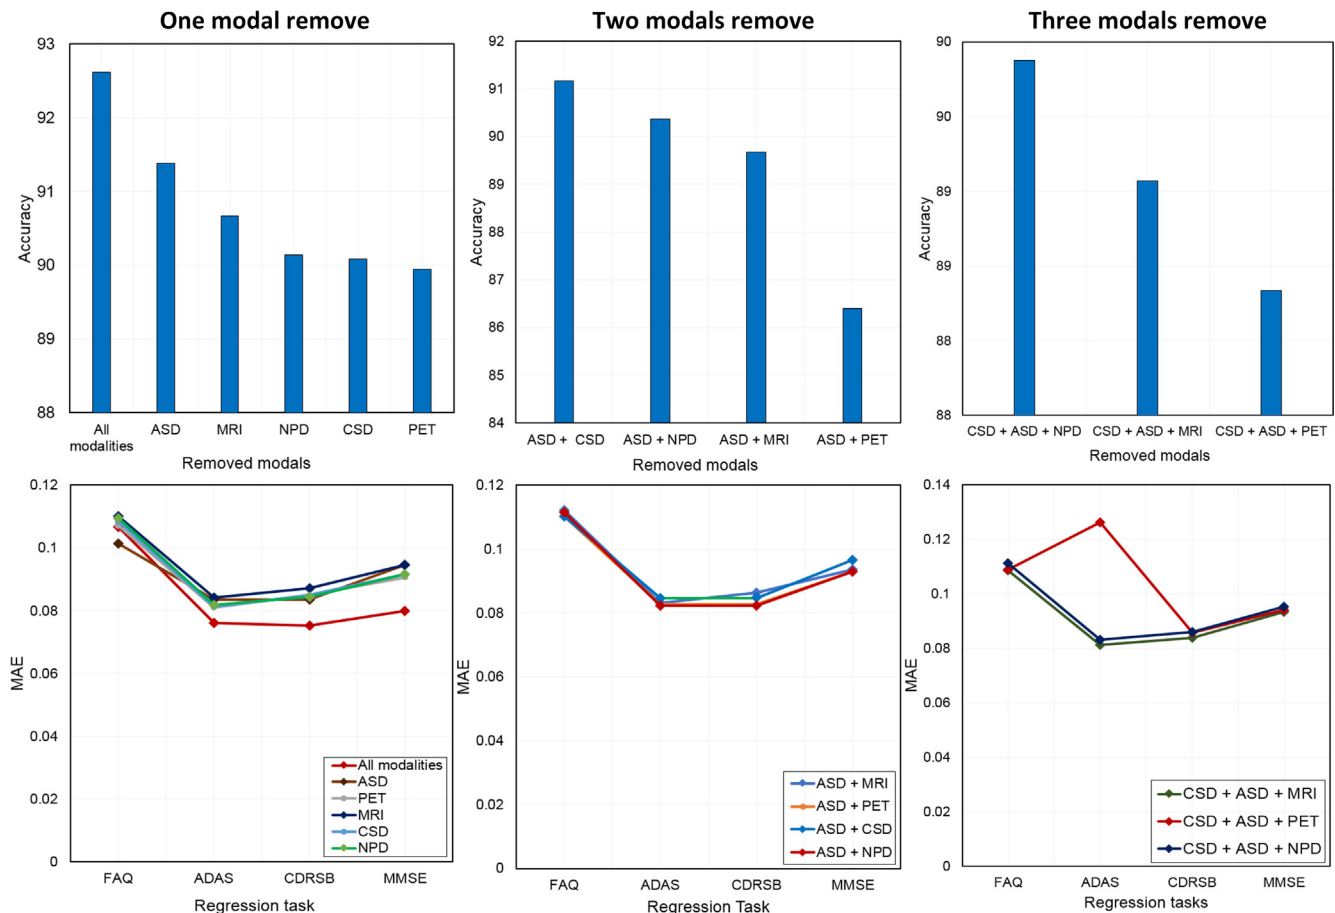 One modal remove
Two modals remove
Three modals remove
93
92
91
90
89
88
Accuracy
All
modalities
ASD
MRI
NPD
CSD
PET
Removed modals
92
91
90
89
88
87
86
85
84
Accuracy
ASD + CSD
ASD + NPD
ASD + MRI
ASD + PET
Removed modals
90
90
89
89
88
88
Accuracy
CSD + ASD + NPD
CSD + ASD + MRI
CSD + ASD + PET
Removed modals
0.12
0.1
0.08
0.06
0.04
0.02
0
MAE
All modalities
ASD
PET
MRI
CSD
NPD
FAQ
ADAS
CDRSB
MMSE
Regression task
0.12
0.1
0.08
0.06
0.04
0.02
0
MAE
ASD + MRI
ASD + PET
ASD + CSD
ASD + NPD
FAQ
ADAS
CDRSB
MMSE
Regression Task
0.14
0.12
0.1
0.08
0.06
0.04
0.02
0
MAE
CSD + ASD + MRI
CSD + ASD + PET
CSD + ASD + NPD
FAQ
ADAS
CDRSB
MMSE
Regression tasks